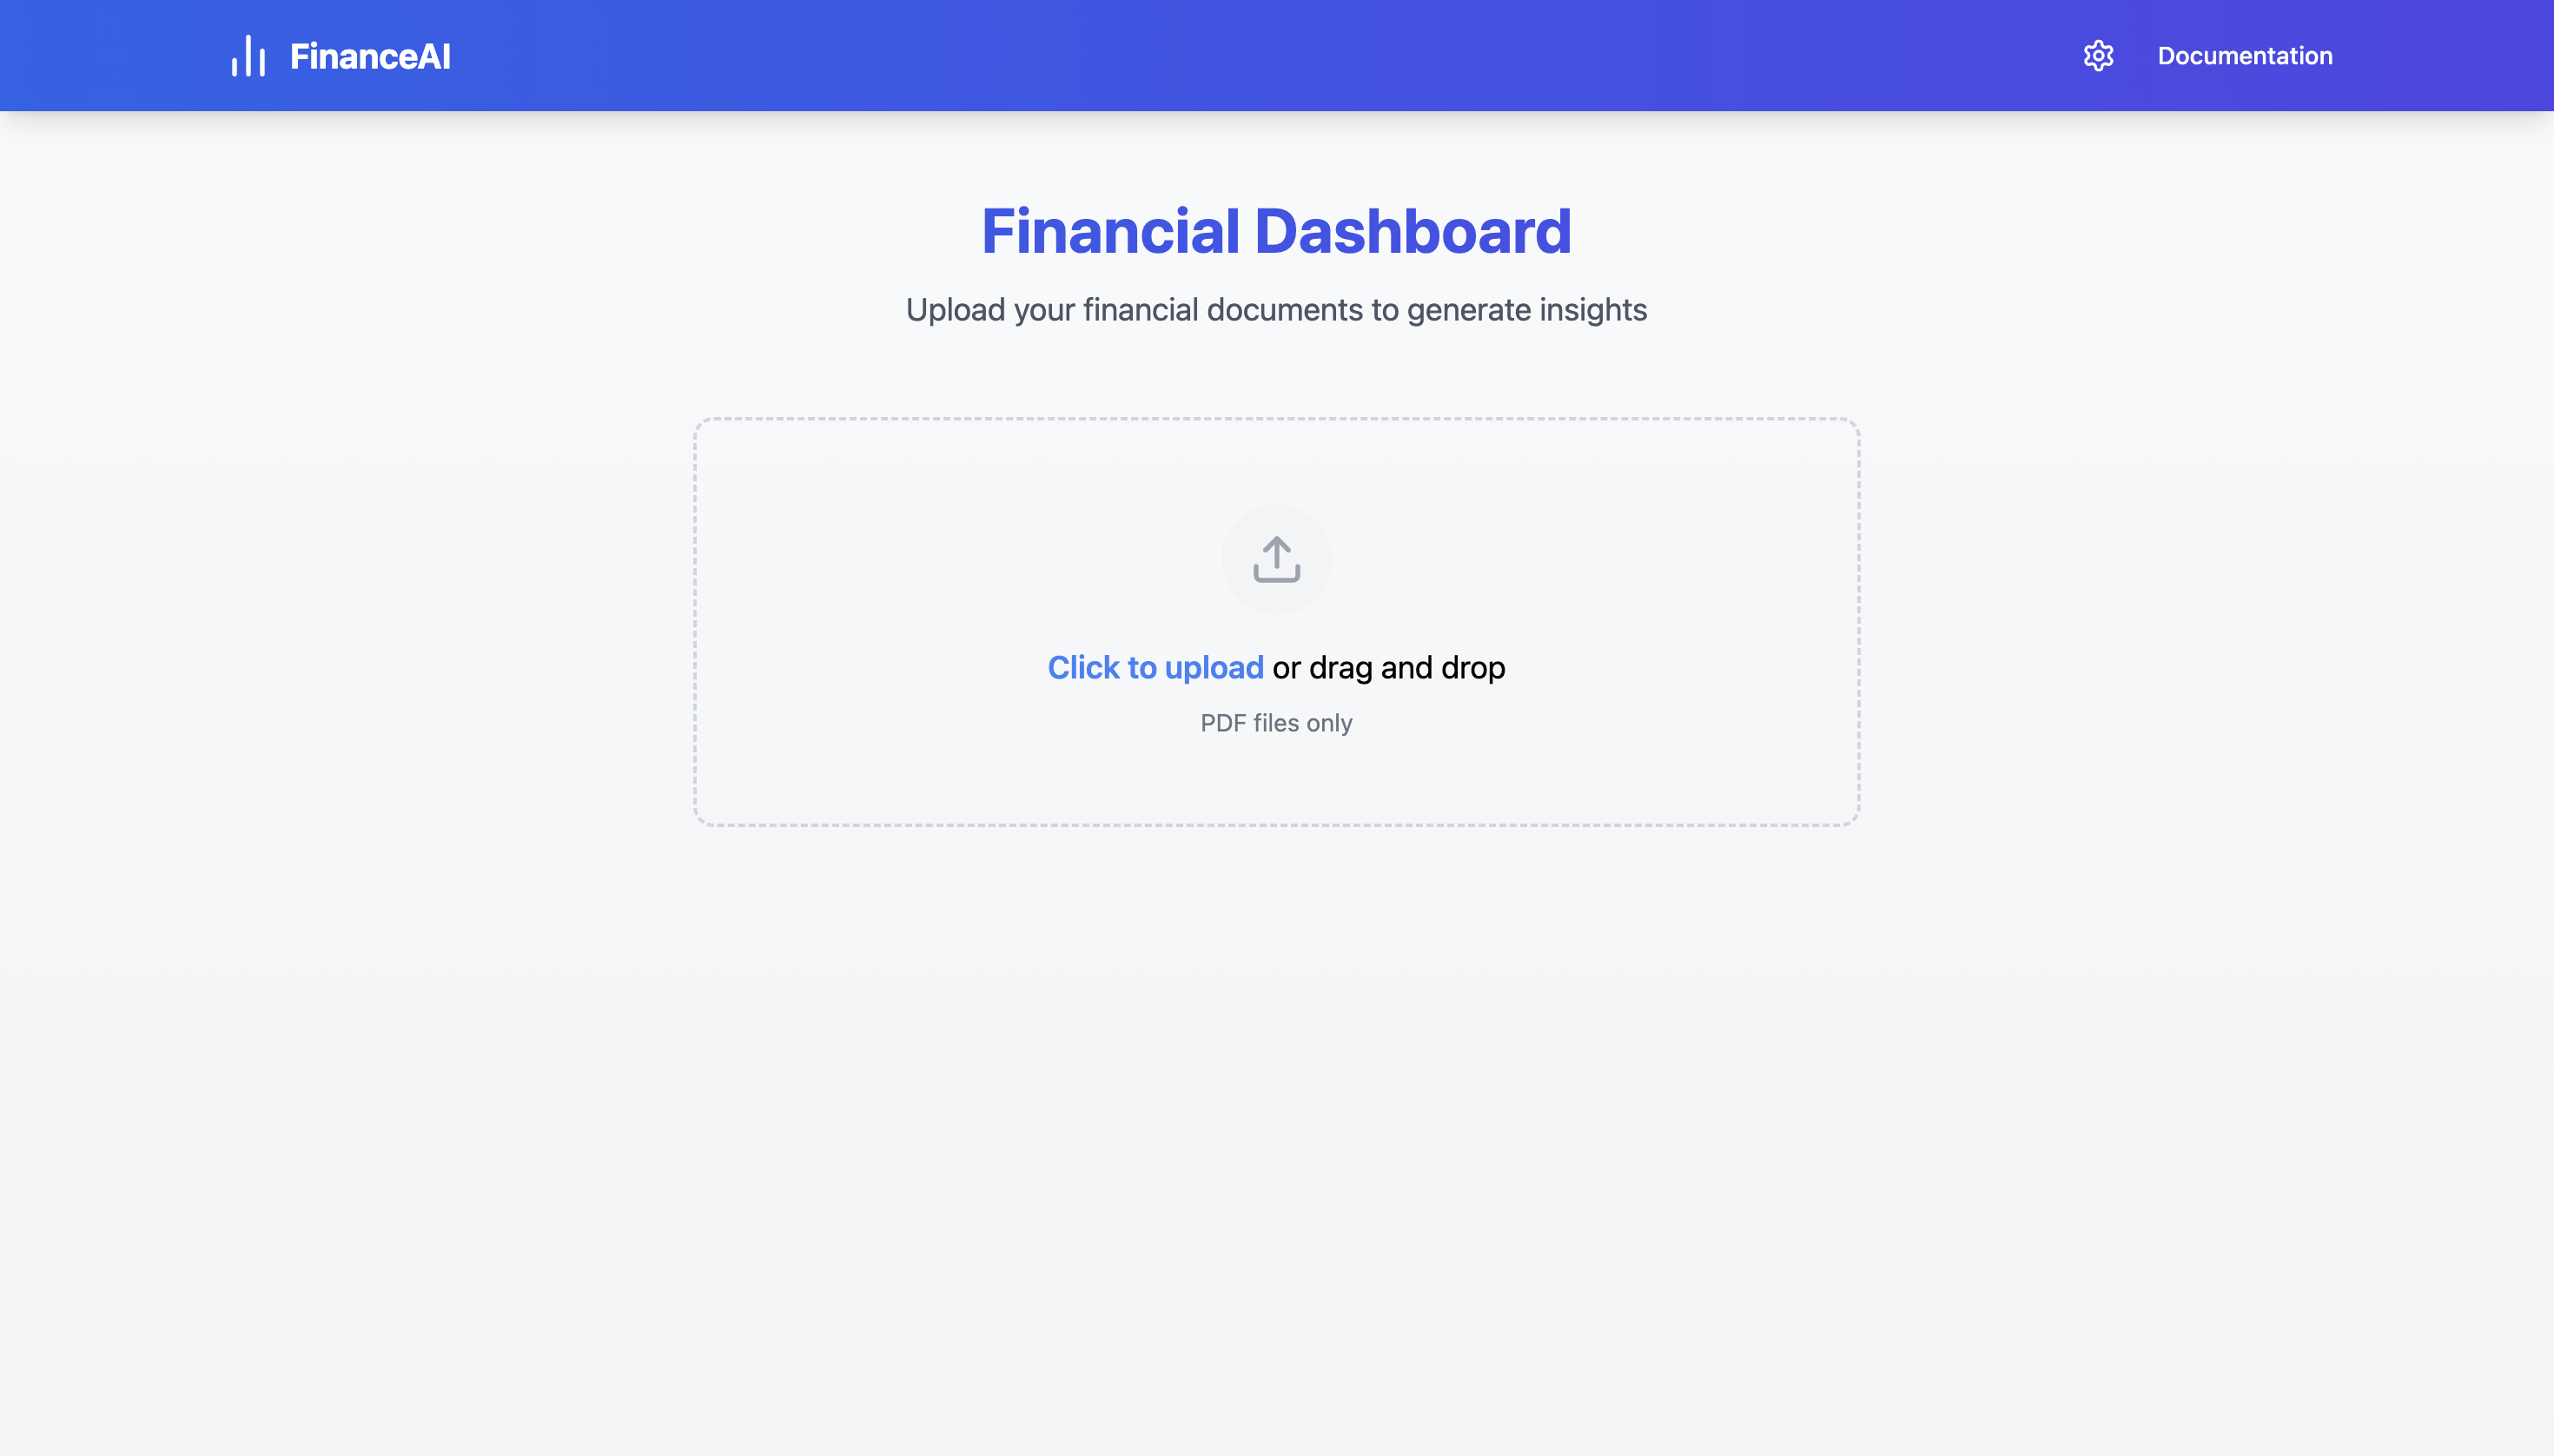 FinanceAI
Documentation
Financial Dashboard
Upload your financial documents to generate insights
Click to upload or drag and drop
PDF files only